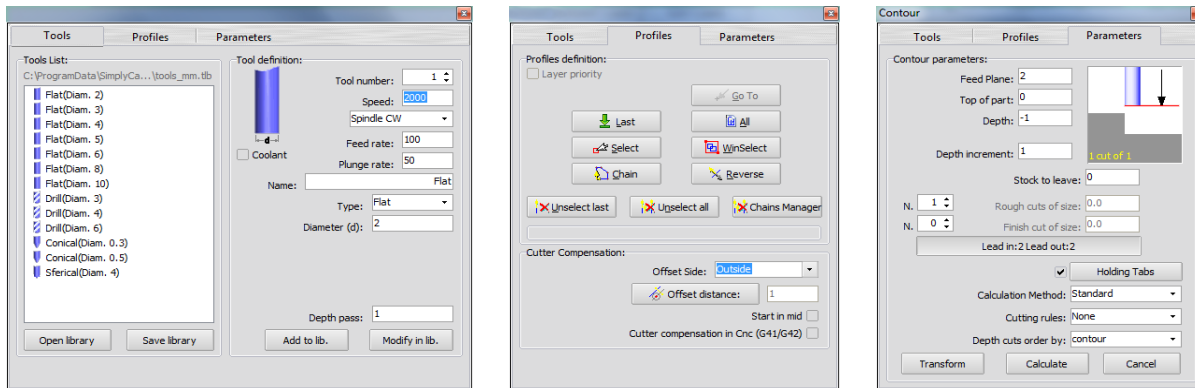 Tools Profiles Parameters
Tools List:
C:\ProgramData\SimplyCa...\tools_mm.tlb
Flat(Diam. 2)
Flat(Diam. 3)
Flat(Diam. 4)
Flat(Diam. 5)
Flat(Diam. 6)
Flat(Diam. 8)
Flat(Diam. 10)
Drill(Diam. 3)
Drill(Diam. 4)
Drill(Diam. 6)
Conical(Diam. 0.3)
Conical(Diam. 0.5)
Sferical(Diam. 4)
Open library Save library
Tool definition:
Tool number: 1
Speed: 2000
Spindle CW
d
Feed rate: 100
Coolant
Plunge rate: 50
Name: Flat
Type: Flat
Diameter (d): 2
Depth pass: 1
Add to lib. Modify in lib.
Tools Profiles Parameters
Profiles definition:
Layer priority
Go To
Last All
Select WinSelect
Chain Reverse
Unselect last Unselect all Chains Manager
Cutter Compensation:
Offset Side: Outside
Offset distance: 1
Start in mid
Cutter compensation in Cnc (G41/G42)
Contour
Tools Profiles Parameters
Contour parameters:
Feed Plane: 2
Top of part: 0
Depth: -1
Depth increment: 1
1 cut of 1
Stock to leave: 0
N. 1 Rough cuts of size: 0.0
N. 0 Finish cut of size: 0.0
Lead in:2 Lead out:2
Holding Tabs
Calculation Method: Standard
Cutting rules: None
Depth cuts order by: contour
Transform Calculate Cancel